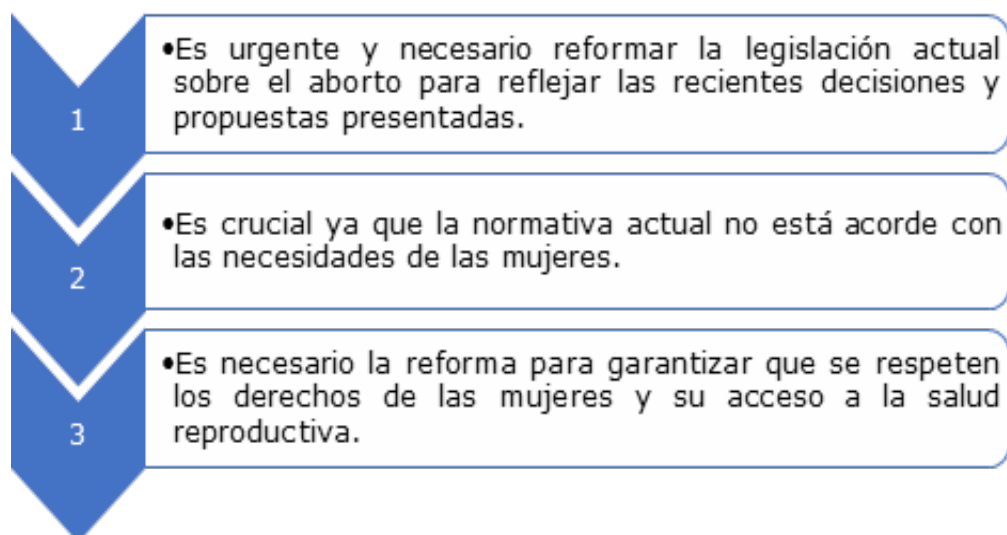 1
•Es urgente y necesario reformar la legislación actual
sobre el aborto para reflejar las recientes decisiones y
propuestas presentadas.
2
•Es crucial ya que la normativa actual no está acorde con
las necesidades de las mujeres.
3
•Es necesario la reforma para garantizar que se respeten
los derechos de las mujeres y su acceso a la salud
reproductiva.